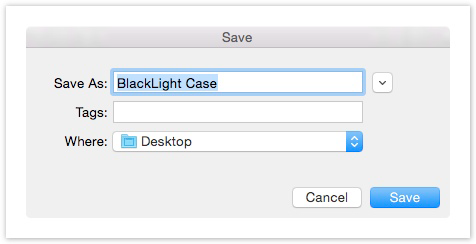 Save
Save As: BlackLight Case
Tags:
Where: Desktop
Cancel Save